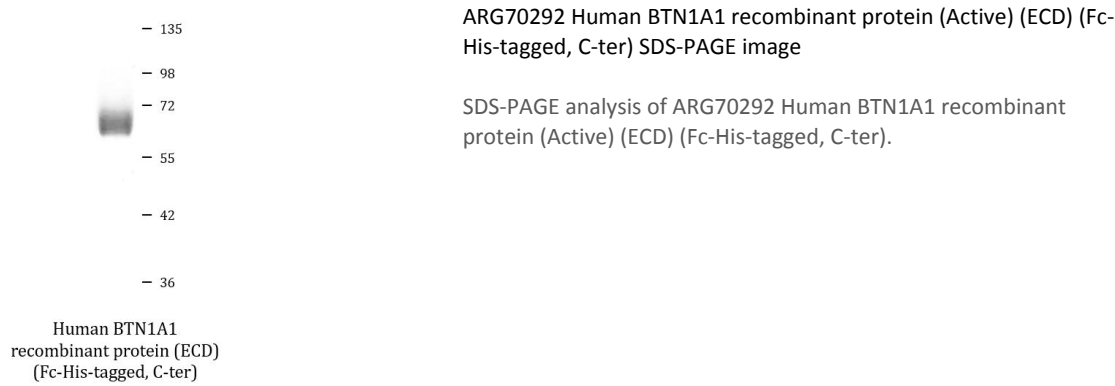 — 135
— 98
— 72
— 55
— 42
— 36
Human BTN1A1
recombinant protein (ECD)
(Fc-His-tagged, C-ter)
ARG70292 Human BTN1A1 recombinant protein (Active) (ECD) (Fc-
His-tagged, C-ter) SDS-PAGE image
SDS-PAGE analysis of ARG70292 Human BTN1A1 recombinant
protein (Active) (ECD) (Fc-His-tagged, C-ter).